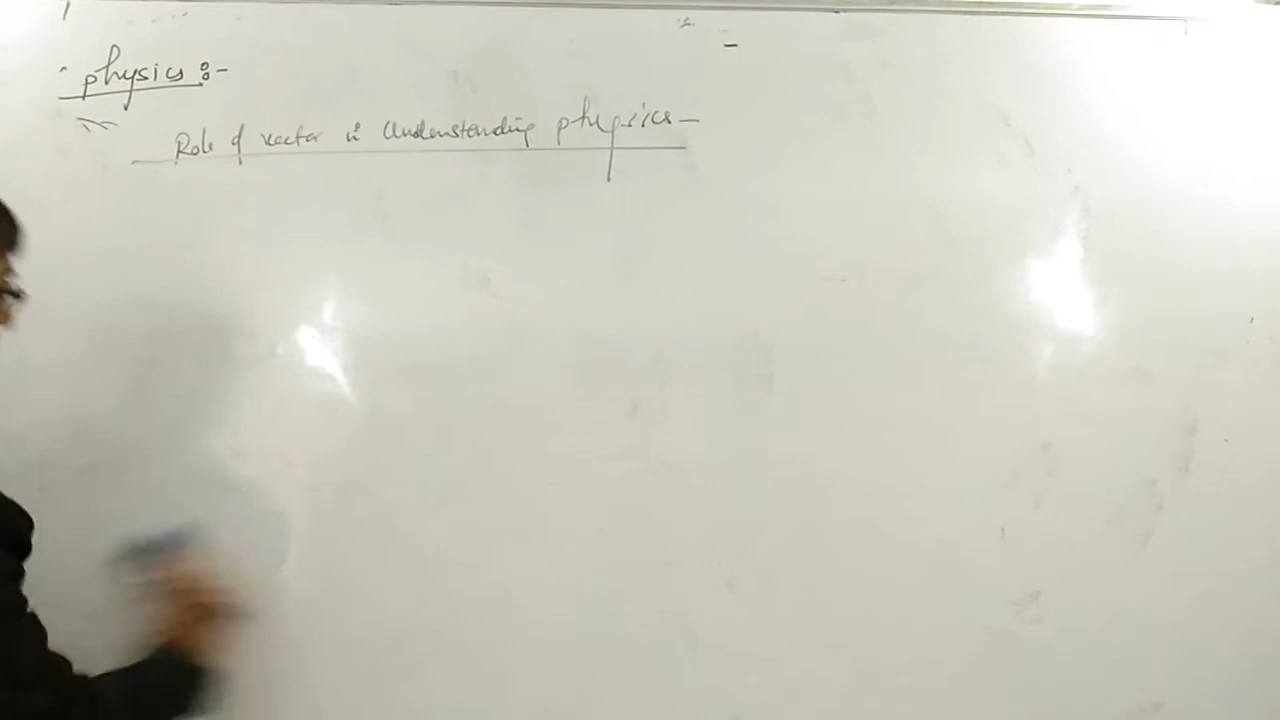 physics :-
Role of vector in Understanding physics -